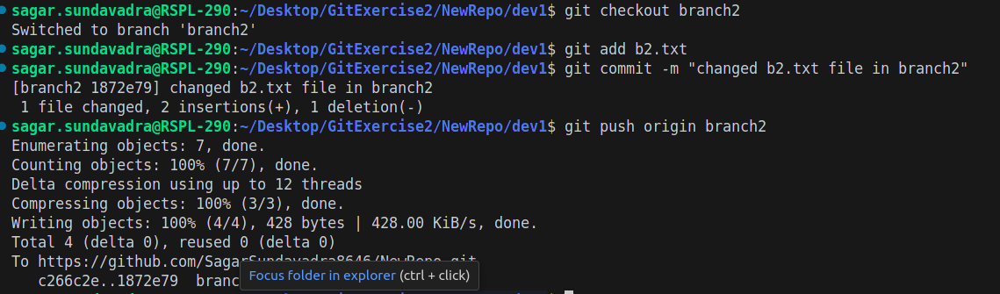 sagar.sundavadra@RSPL-290:~/Desktop/GitExercise2/NewRepo/dev1$ git checkout branch2
Switched to branch 'branch2'
sagar.sundavadra@RSPL-290:~/Desktop/GitExercise2/NewRepo/dev1$ git add b2.txt
sagar.sundavadra@RSPL-290:~/Desktop/GitExercise2/NewRepo/dev1$ git commit -m "changed b2.txt file in branch2"
[branch2 1872e79] changed b2.txt file in branch2
 1 file changed, 2 insertions(+), 1 deletion(-)
sagar.sundavadra@RSPL-290:~/Desktop/GitExercise2/NewRepo/dev1$ git push origin branch2
Enumerating objects: 7, done.
Counting objects: 100% (7/7), done.
Delta compression using up to 12 threads
Compressing objects: 100% (3/3), done.
Writing objects: 100% (4/4), 428 bytes | 428.00 KiB/s, done.
Total 4 (delta 0), reused 0 (delta 0)
To https://github.com/SagarSundavadra8646/NewRepo.git
   c266c2e..1872e79  branc
Focus folder in explorer (ctrl + click)